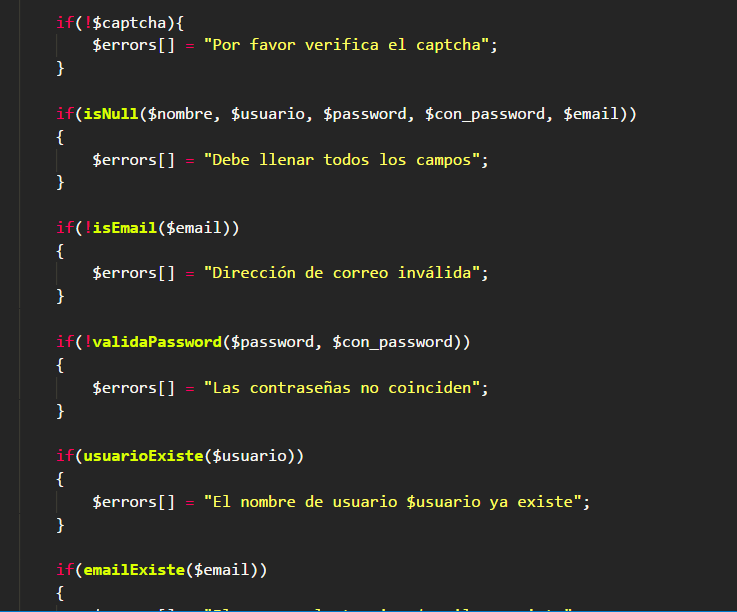 if(!$captcha){
$errors[] = "Por favor verifica el captcha";
}
if(isNull($nombre, $usuario, $password, $con_password, $email))
{
$errors[] = "Debe llenar todos los campos";
}
if(!isEmail($email))
{
$errors[] = "Dirección de correo inválida";
}
if(!validaPassword($password, $con_password))
{
$errors[] = "Las contraseñas no coinciden";
}
if(usuarioExiste($usuario))
{
$errors[] = "El nombre de usuario $usuario ya existe";
}
if(emailExiste($email))
{